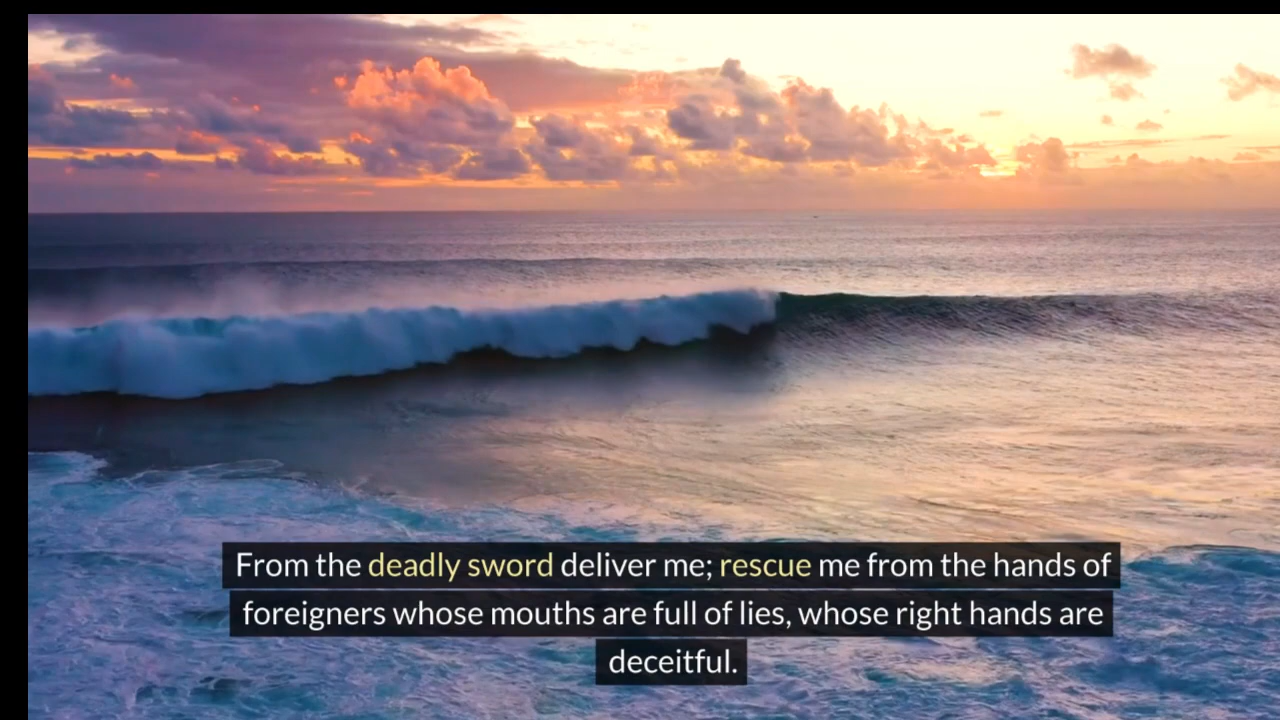 From the deadly sword deliver me; rescue me from the hands of
foreigners whose mouths are full of lies, whose right hands are
deceitful.